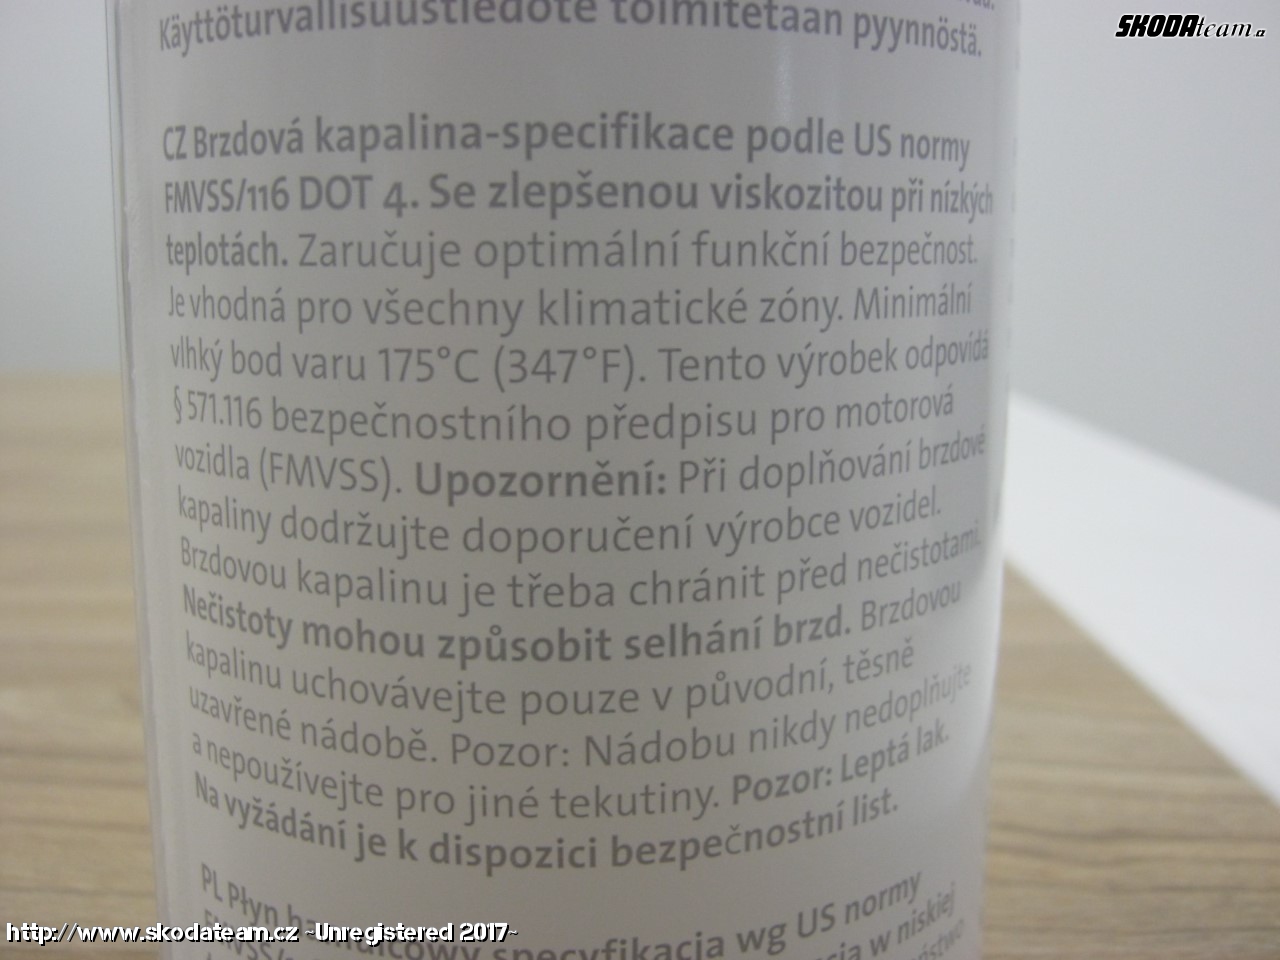 SKODAteam.cz
Käyttöturvallisuustiedote toimitetaan pyynnöstä.
CZ Brzdová kapalina-specifikace podle US normy
FMVSS/116 DOT 4. Se zlepšenou viskozitou při nízkých
teplotách. Zaručuje optimální funkční bezpečnost.
Je vhodná pro všechny klimatické zóny. Minimální
vlhký bod varu 175°C (347°F). Tento výrobek odpovídá
§ 571.116 bezpečnostního předpisu pro motorová
vozidla (FMVSS). Upozornění: Při doplňování brzdové
kapaliny dodržujte doporučení výrobce vozidel.
Brzdovou kapalinu je třeba chránit před nečistotami.
Nečistoty mohou způsobit selhání brzd. Brzdovou
kapalinu uchovávejte pouze v původní, těsně
uzavřené nádobě. Pozor: Nádobu nikdy nedoplňujte
a nepoužívejte pro jiné tekutiny. Pozor: Leptá lak.
Na vyžádání je k dispozici bezpečnostní list.
PL Płyn hamulcowy specyfikacja wg US normy
w niskiej
http://www.skodateam.cz ~Unregistered 2017~